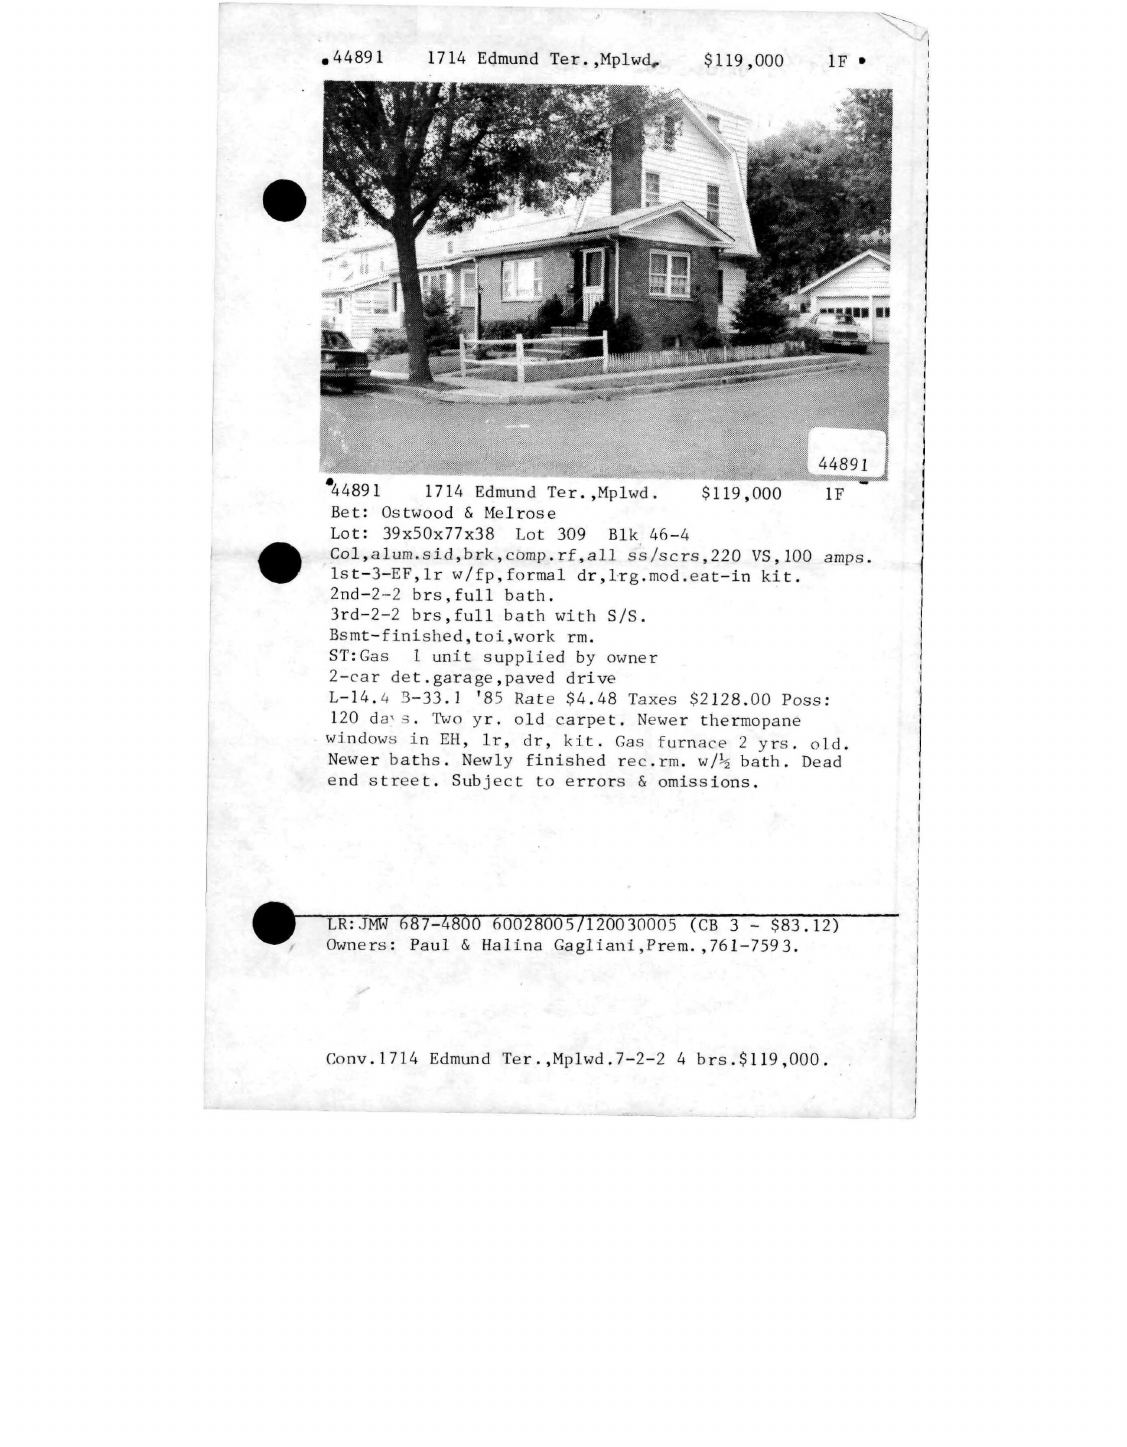 44891 1714 Edmund Ter.,Mplwd. $119,000 1F
44891
44891 1714 Edmund Ter.,Mplwd. $119,000 1F
Bet: Ostwood & Melrose
Lot: 39x50x77x38 Lot 309 Blk 46-4
Col,alum.sid,brk,comp.rf,all ss/scrs,220 VS,100 amps.
1st-3-EF,lr w/fp,formal dr,lrg.mod.eat-in kit.
2nd-2-2 brs,full bath.
3rd-2-2 brs,full bath with S/S.
Bsmt-finished,toi,work rm.
ST:Gas 1 unit supplied by owner
2-car det.garage,paved drive
L-14.4 B-33.1 '85 Rate $4.48 Taxes $2128.00 Poss:
120 days. Two yr. old carpet. Newer thermopane
windows in EH, lr, dr, kit. Gas furnace 2 yrs. old.
Newer baths. Newly finished rec.rm. w/½ bath. Dead
end street. Subject to errors & omissions.
LR:JMW 687-4800 60028005/120030005 (CB 3 - $83.12)
Owners: Paul & Halina Gagliani,Prem.,761-7593.
Conv.1714 Edmund Ter.,Mplwd.7-2-2 4 brs.$119,000.